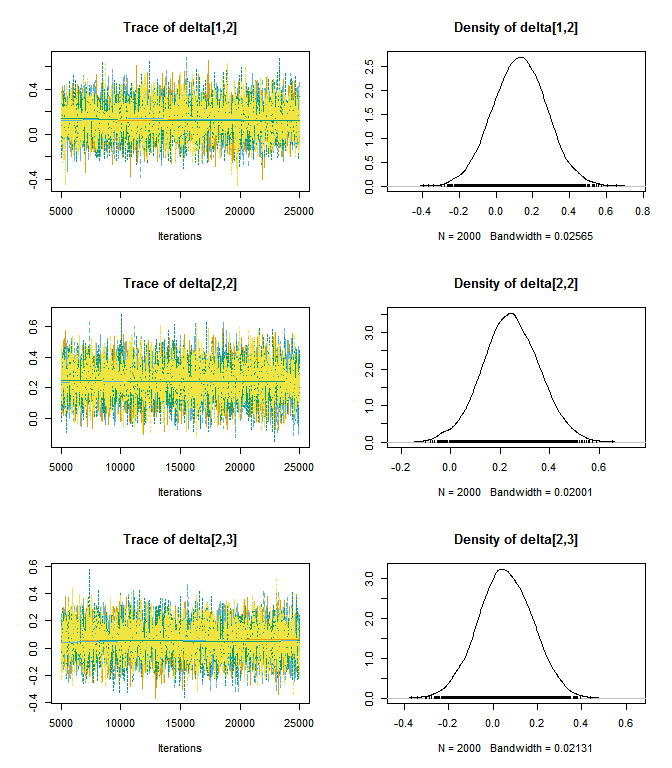 Trace of delta[1,2]
-0.4 0.0 0.4
5000 10000 15000 20000 25000
Iterations
Density of delta[1,2]
0.0 0.5 1.0 1.5 2.0 2.5
-0.4 -0.2 0.0 0.2 0.4 0.6 0.8
N = 2000 Bandwidth = 0.02565
Trace of delta[2,2]
0.0 0.2 0.4 0.6
5000 10000 15000 20000 25000
Iterations
Density of delta[2,2]
0.0 1.0 2.0 3.0
-0.2 0.0 0.2 0.4 0.6
N = 2000 Bandwidth = 0.02001
Trace of delta[2,3]
-0.4 -0.2 0.0 0.2 0.4 0.6
5000 10000 15000 20000 25000
Iterations
Density of delta[2,3]
0.0 1.0 2.0 3.0
-0.4 -0.2 0.0 0.2 0.4 0.6
N = 2000 Bandwidth = 0.02131